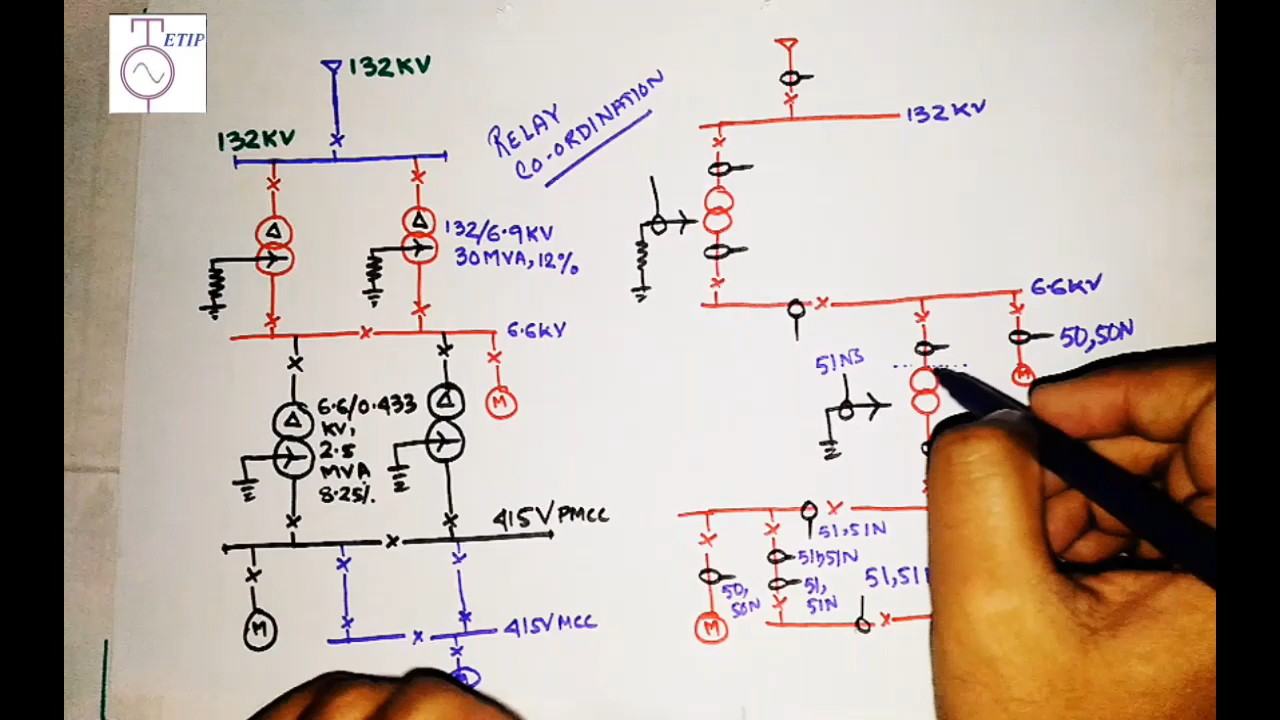 ETIP
132KV
132KV
RELAY
CO-ORDINATION
132/6.9KV
30MVA, 12%
6.6KV
M
6.6/0.433
KV,
2.5
MVA
8.25%
415V PMCC
M
415V MCC
132KV
6.6KV
50,50N
M
51N3
51,51N
51,51N
51,
51N
50,
50N
M
51,51